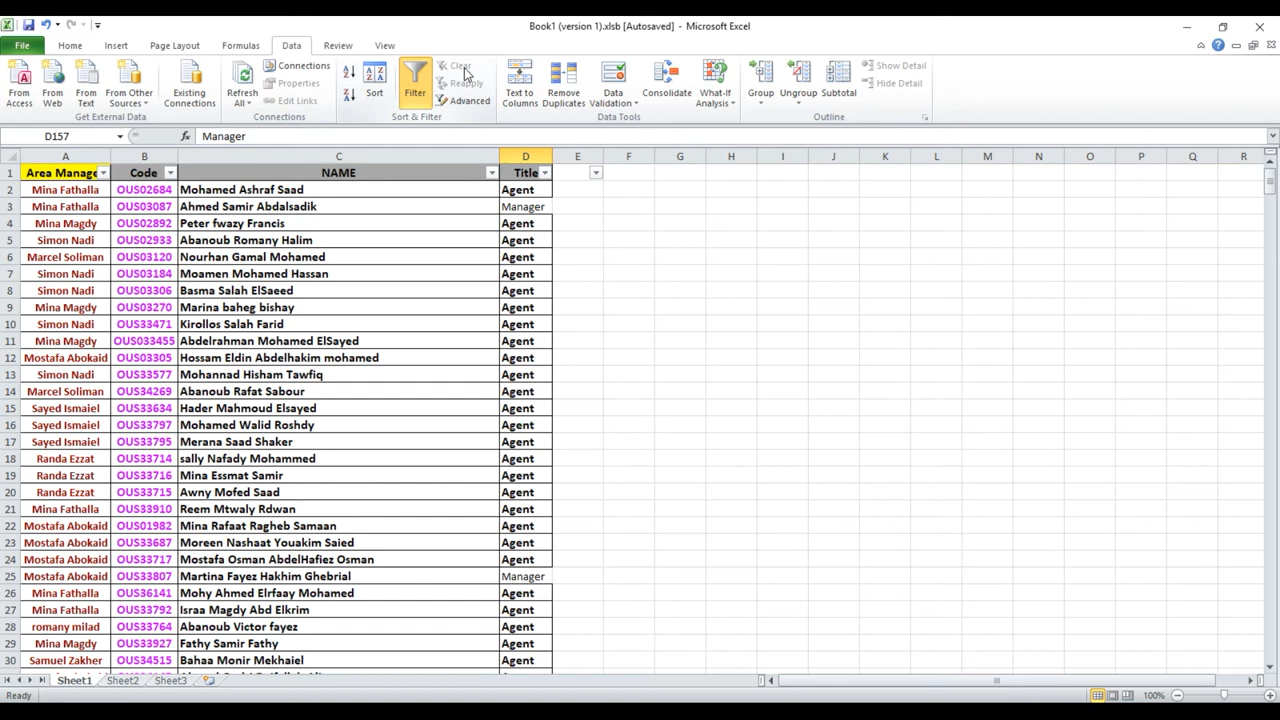 Book1 (version 1).xlsb [Autosaved] - Microsoft Excel
File Home Insert Page Layout Formulas Data Review View
From Access
From Web
From Text
From Other Sources
Existing Connections
Get External Data
Refresh All
Connections
Properties
Edit Links
Connections
Sort
Filter
Clear
Reapply
Advanced
Sort & Filter
Text to Columns
Remove Duplicates
Data Validation
Consolidate
What-If Analysis
Data Tools
Group
Ungroup
Subtotal
Show Detail
Hide Detail
Outline
D157 fx Manager
A B C D E F G H I J K L M N O P Q R
1 Area Manage Code NAME Title
2 Mina Fathalla OUS02684 Mohamed Ashraf Saad Agent
3 Mina Fathalla OUS03087 Ahmed Samir Abdalsadik Manager
4 Mina Magdy OUS02892 Peter fwazy Francis Agent
5 Simon Nadi OUS02933 Abanoub Romany Halim Agent
6 Marcel Soliman OUS03120 Nourhan Gamal Mohamed Agent
7 Simon Nadi OUS03184 Moamen Mohamed Hassan Agent
8 Simon Nadi OUS03306 Basma Salah ElSaeed Agent
9 Mina Magdy OUS03270 Marina baheg bishay Agent
10 Simon Nadi OUS33471 Kirollos Salah Farid Agent
11 Mina Magdy OUS033455 Abdelrahman Mohamed ElSayed Agent
12 Mostafa Abokaid OUS03305 Hossam Eldin Abdelhakim mohamed Agent
13 Simon Nadi OUS33577 Mohannad Hisham Tawfiq Agent
14 Marcel Soliman OUS34269 Abanoub Rafat Sabour Agent
15 Sayed Ismaiel OUS33634 Hader Mahmoud Elsayed Agent
16 Sayed Ismaiel OUS33797 Mohamed Walid Roshdy Agent
17 Sayed Ismaiel OUS33795 Merana Saad Shaker Agent
18 Randa Ezzat OUS33714 sally Nafady Mohammed Agent
19 Randa Ezzat OUS33716 Mina Essmat Samir Agent
20 Randa Ezzat OUS33715 Awny Mofed Saad Agent
21 Mina Fathalla OUS33910 Reem Mtwaly Rdwan Agent
22 Mostafa Abokaid OUS01982 Mina Rafaat Ragheb Samaan Agent
23 Mostafa Abokaid OUS33687 Moreen Nashaat Youakim Saied Agent
24 Mostafa Abokaid OUS33717 Mostafa Osman AbdelHafiez Osman Agent
25 Mostafa Abokaid OUS33807 Martina Fayez Hakhim Ghebrial Manager
26 Mina Fathalla OUS36141 Mohy Ahmed Elrfaay Mohamed Agent
27 Mina Fathalla OUS33792 Israa Magdy Abd Elkrim Agent
28 romany milad OUS33764 Abanoub Victor fayez Agent
29 Mina Magdy OUS33927 Fathy Samir Fathy Agent
30 Samuel Zakher OUS34515 Bahaa Monir Mekhaiel Agent
Sheet1 Sheet2 Sheet3
Ready 100%